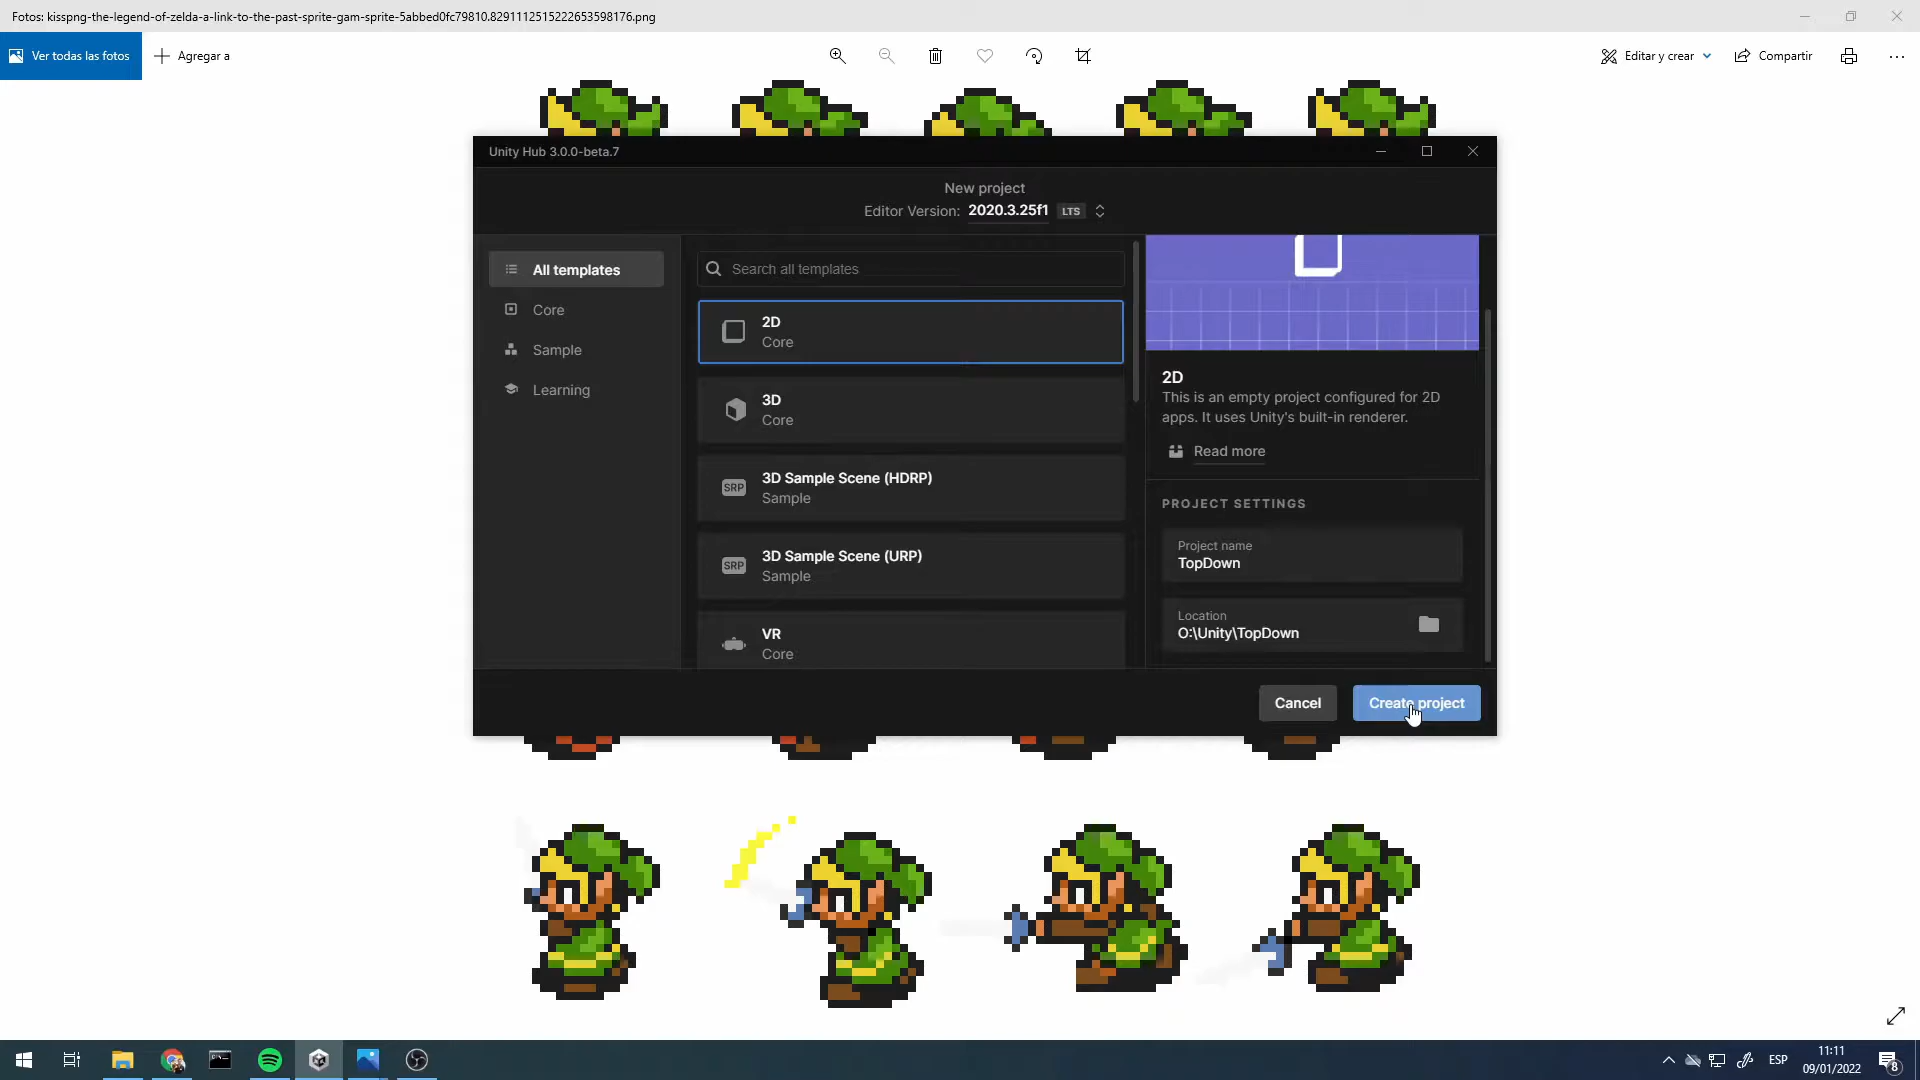 Fotos: kisspng-the-legend-of-zelda-a-link-to-the-past-sprite-gam-sprite-5abbed0fc79810.8291112515222653598176.png
Ver todas las fotos
Agregar a
Editar y crear
Compartir
Unity Hub 3.0.0-beta.7
New project
Editor Version: 2020.3.25f1 LTS
All templates
Core
Sample
Learning
Search all templates
2D
Core
3D
Core
SRP
3D Sample Scene (HDRP)
Sample
SRP
3D Sample Scene (URP)
Sample
VR
Core
2D
This is an empty project configured for 2D
apps. It uses Unity's built-in renderer.
Read more
PROJECT SETTINGS
Project name
TopDown
Location
O:\Unity\TopDown
Cancel
Create project
ESP
11:11
09/01/2022
8